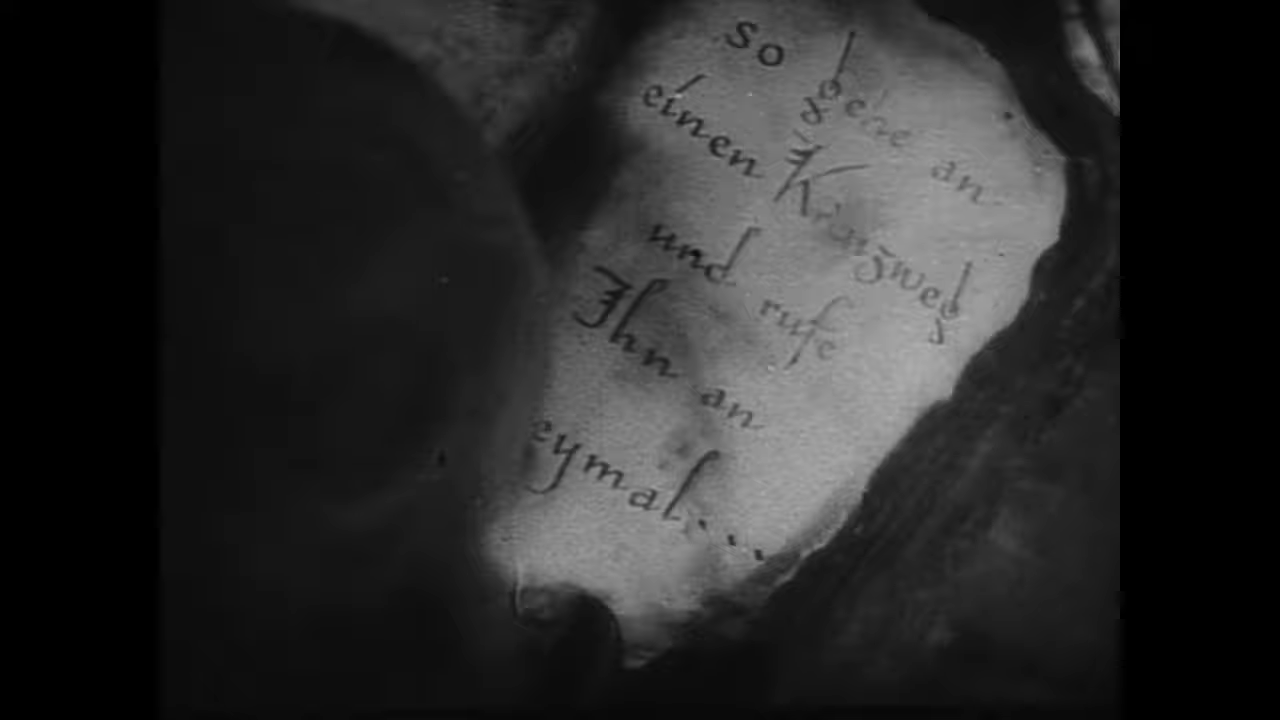 so gehe an
einen Kreuzweg
und rufe
Ihn an
eymal...